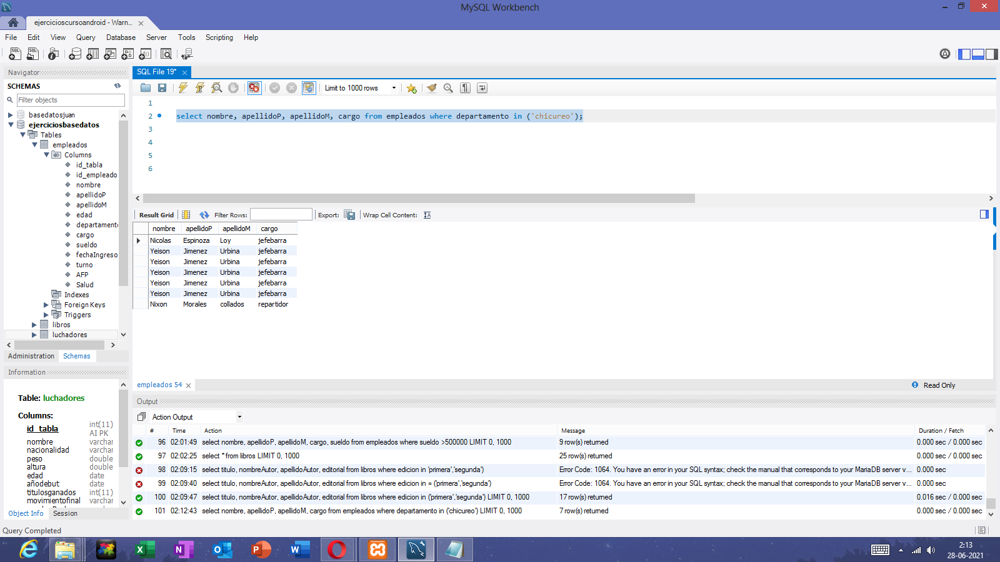 MySQL Workbench
ejercicioscursoandroid - Warn...
File Edit View Query Database Server Tools Scripting Help
Navigator
SCHEMAS
Filter objects
basedatosjuan
ejerciciosbasedatos
Tables
empleados
Columns
id_tabla
id_empleado
nombre
apellidoP
apellidoM
edad
departamento
cargo
sueldo
fechaIngreso
turno
AFP
Salud
Indexes
Foreign Keys
Triggers
libros
luchadores
Administration Schemas
Information
Table: luchadores
Columns:
id_tabla int(11)
AI PK
nombre varchar
nacionalidad varchar
peso double
altura double
edad date
añodebut date
titulosganados int(11)
movimientofinal varchar
Object Info Session
SQL File 19*
Limit to 1000 rows
1
2 select nombre, apellidoP, apellidoM, cargo from empleados where departamento in ('chicureo');
3
4
5
6
Result Grid Filter Rows: Export: Wrap Cell Content:
nombre apellidoP apellidoM cargo
Nicolas Espinoza Loy jefebarra
Yeison Jimenez Urbina jefebarra
Yeison Jimenez Urbina jefebarra
Yeison Jimenez Urbina jefebarra
Yeison Jimenez Urbina jefebarra
Yeison Jimenez Urbina jefebarra
Nixon Morales collados repartidor
empleados 54 Read Only
Output
Action Output
# Time Action Message Duration / Fetch
96 02:01:49 select nombre, apellidoP, apellidoM, cargo, sueldo from empleados where sueldo >500000 LIMIT 0, 1000 9 row(s) returned 0.000 sec / 0.000 sec
97 02:02:25 select * from libros LIMIT 0, 1000 25 row(s) returned 0.000 sec / 0.000 sec
98 02:09:15 select titulo, nombreAutor, apellidoAutor, editorial from libros where edicion in 'primera','segunda') Error Code: 1064. You have an error in your SQL syntax; check the manual that corresponds to your MariaDB server v... 0.000 sec
99 02:09:40 select titulo, nombreAutor, apellidoAutor, editorial from libros where edicion in = ('primera','segunda') Error Code: 1064. You have an error in your SQL syntax; check the manual that corresponds to your MariaDB server v... 0.000 sec
100 02:09:47 select titulo, nombreAutor, apellidoAutor, editorial from libros where edicion in ('primera','segunda') LIMIT 0, 1000 17 row(s) returned 0.016 sec / 0.000 sec
101 02:12:43 select nombre, apellidoP, apellidoM, cargo from empleados where departamento in ('chicureo') LIMIT 0, 1000 7 row(s) returned 0.000 sec / 0.000 sec
Query Completed
2:13
28-06-2021